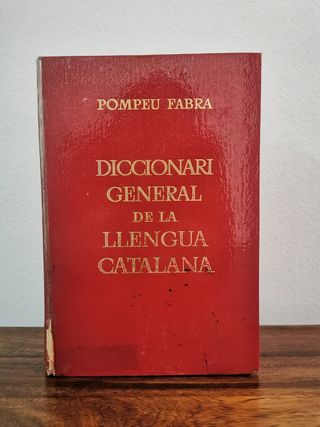 POMPEU FABRA
DICCIONARI
GENERAL
DE LA
LLENGUA
CATALANA